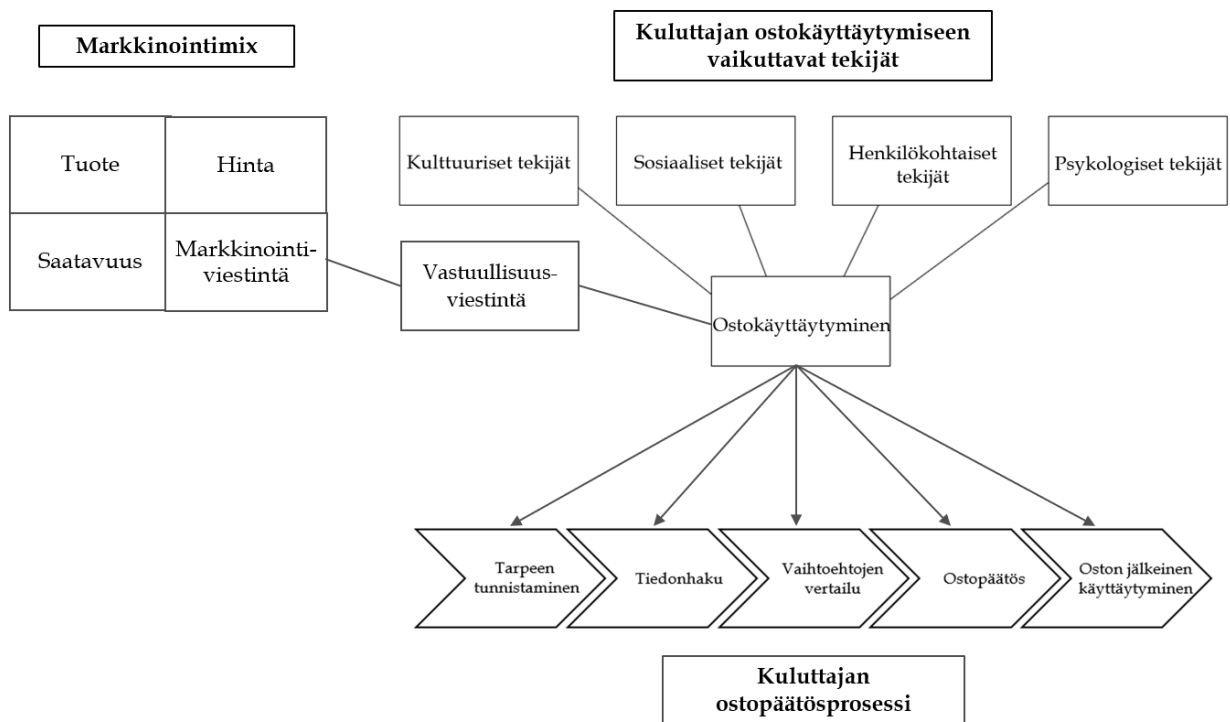 Markkinointimix
Kuluttajan ostokäyttäytymiseen
vaikuttavat tekijät
Tuote
Hinta
Saatavuus
Markkinointi-
viestintä
Kulttuuriset tekijät
Sosiaaliset tekijät
Henkilökohtaiset
tekijät
Psykologiset tekijät
Vastuullisuus-
viestintä
Ostokäyttäytyminen
Tarpeen
tunnistaminen
Tiedonhaku
Vaihtoehtojen
vertailu
Ostopäätös
Oston jälkeinen
käyttäytyminen
Kuluttajan
ostopäätösprosessi